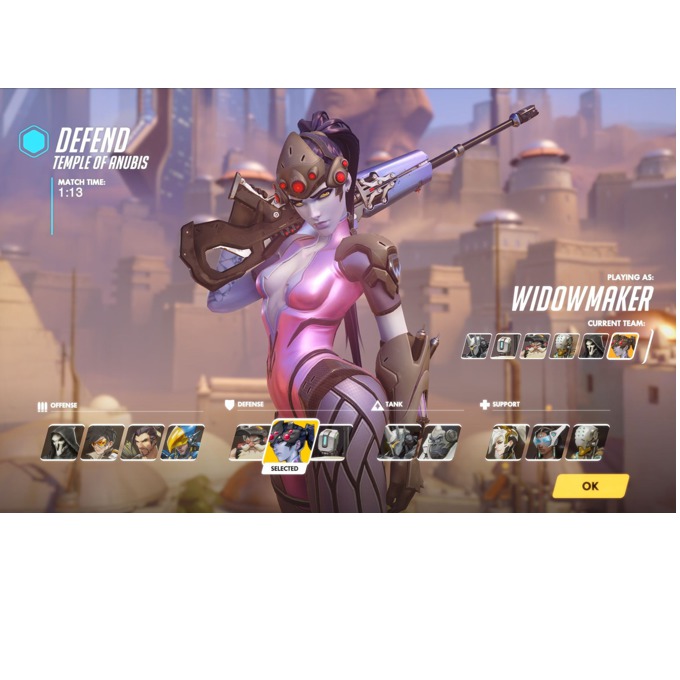 DEFEND
TEMPLE OF ANUBIS
MATCH TIME:
1:13
PLAYING AS:
WIDOWMAKER
CURRENT TEAM:
OFFENSE
DEFENSE
TANK
SUPPORT
SELECTED
OK